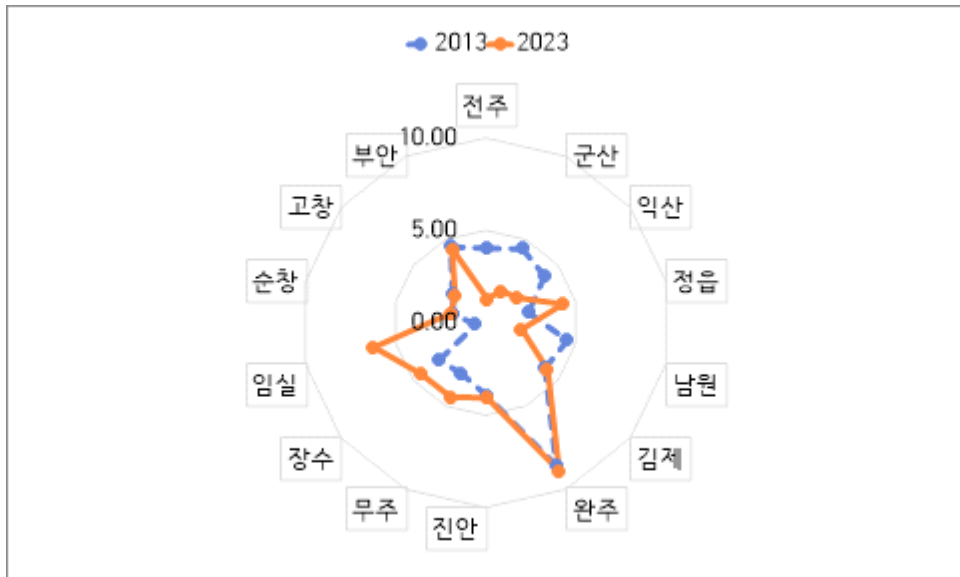 2013 2023
전주
10.00
부안 군산
고창 익산
5.00
순창 정읍
0.00
임실 남원
장수 김제
무주 완주
진안